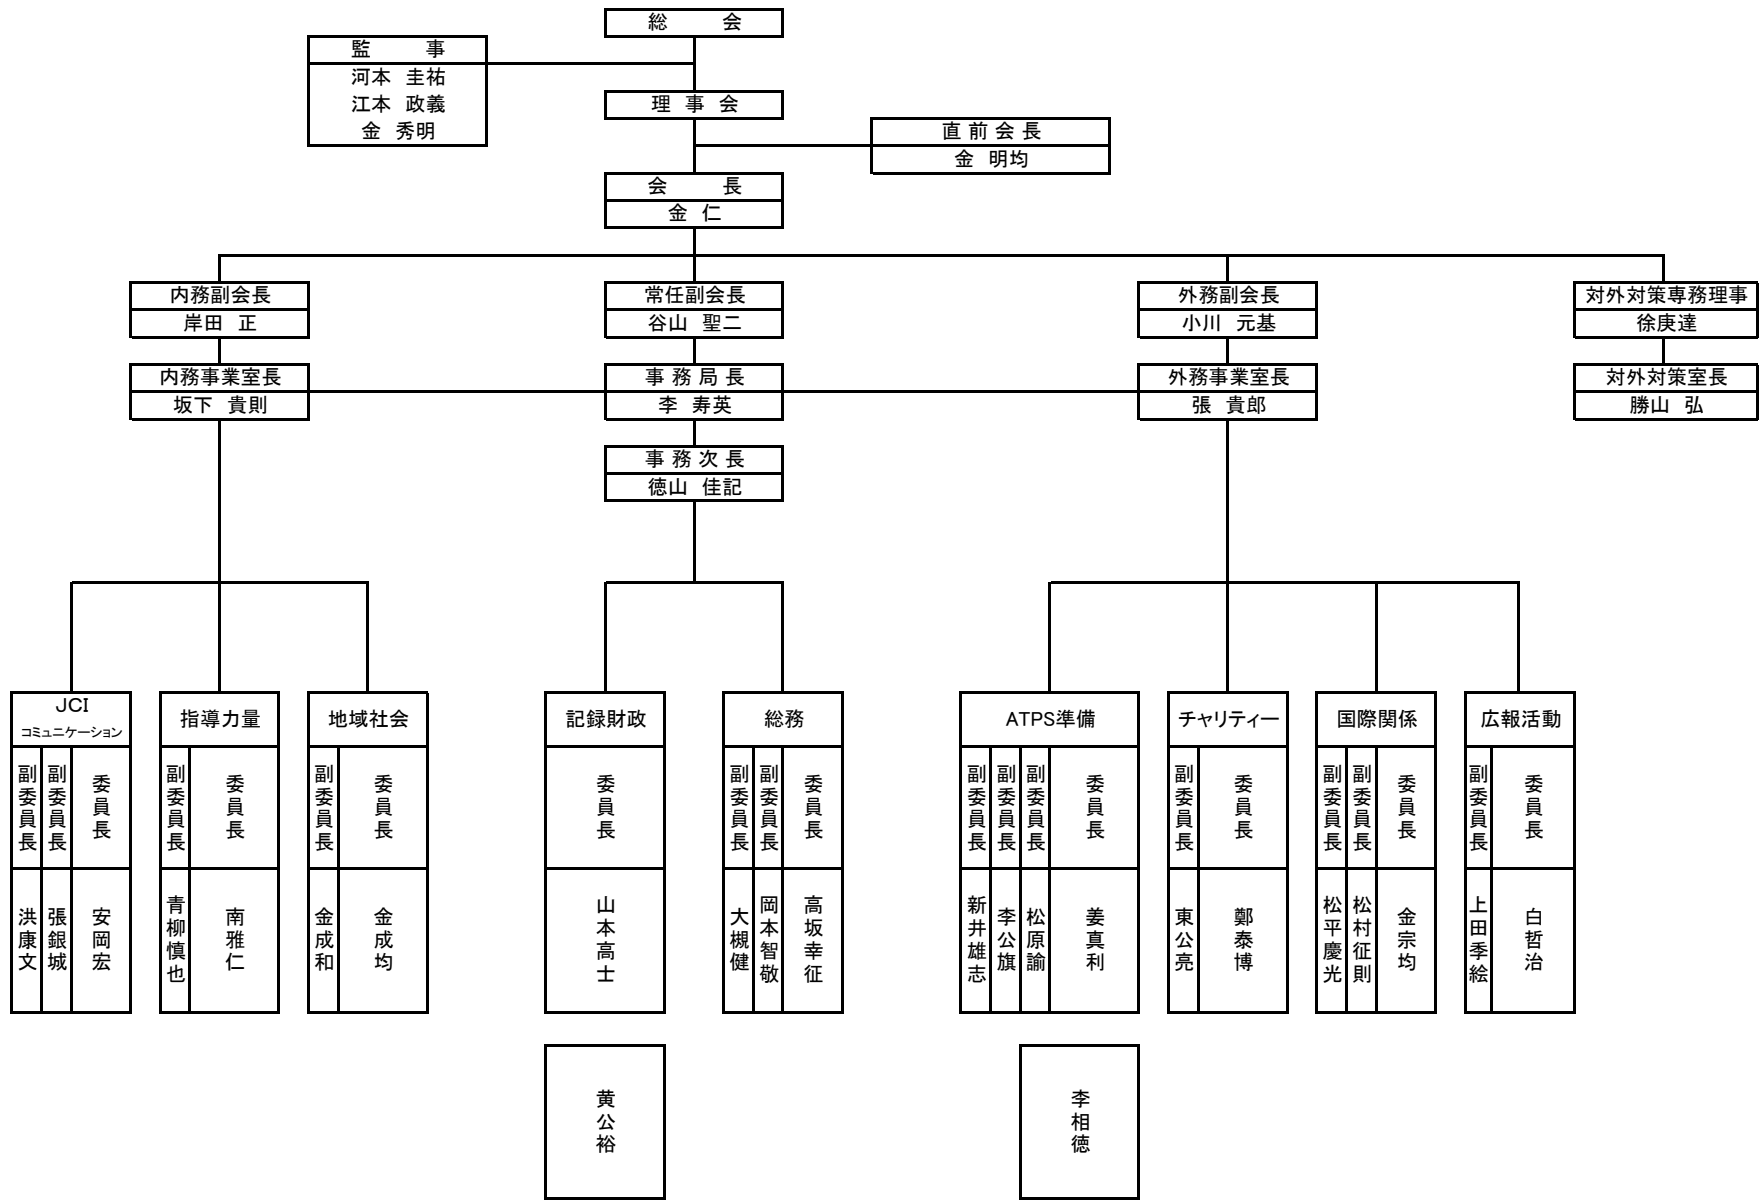 総 会
監 事
河本 圭祐
江本 政義
金 秀明
理 事 会
直 前 会 長
金 明均
会 長
金 仁
内務副会長
岸田 正
常任副会長
谷山 聖二
外務副会長
小川 元基
対外対策専務理事
徐庚達
内務事業室長
坂下 貴則
事 務 局 長
李 寿英
外務事業室長
張 貴郎
対外対策室長
勝山 弘
事 務 次 長
徳山 佳記
JCI
コミュニケーション
指導力量
地域社会
記録財政
総務
ATPS準備
チャリティー
国際関係
広報活動
副委員長
副委員長
委員長
副委員長
委員長
副委員長
委員長
委員長
副委員長
副委員長
委員長
副委員長
副委員長
副委員長
委員長
副委員長
委員長
副委員長
副委員長
委員長
副委員長
委員長
洪康文
張銀城
安岡宏
青柳慎也
南雅仁
金成和
金成均
山本高士
大槻健
岡本智敬
高坂幸征
新井雄志
李公旗
松原諭
姜真利
東公亮
鄭泰博
松平慶光
松村征則
金宗均
上田季絵
白哲治
黄公裕
李相徳